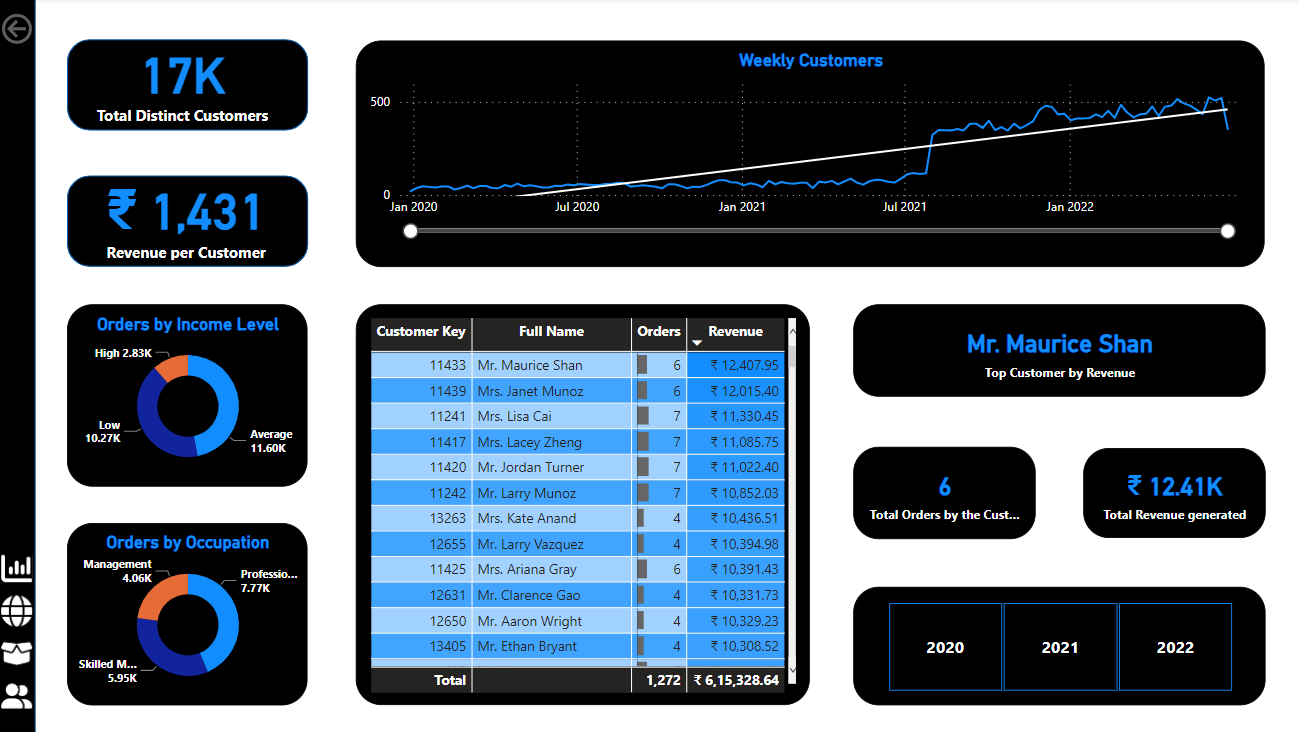 17K
Total Distinct Customers
₹ 1,431
Revenue per Customer
Weekly Customers
500
0
Jan 2020 Jul 2020 Jan 2021 Jul 2021 Jan 2022
Orders by Income Level
High 2.83K
Low
10.27K
Average
11.60K
Orders by Occupation
Management
4.06K
Professio...
7.77K
Skilled M...
5.95K
Customer Key Full Name Orders Revenue
11433 Mr. Maurice Shan 6 ₹ 12,407.95
11439 Mrs. Janet Munoz 6 ₹ 12,015.40
11241 Mrs. Lisa Cai 7 ₹ 11,330.45
11417 Mrs. Lacey Zheng 7 ₹ 11,085.75
11420 Mr. Jordan Turner 7 ₹ 11,022.40
11242 Mr. Larry Munoz 7 ₹ 10,852.03
13263 Mrs. Kate Anand 4 ₹ 10,436.51
12655 Mr. Larry Vazquez 4 ₹ 10,394.98
11425 Mrs. Ariana Gray 6 ₹ 10,391.43
12631 Mr. Clarence Gao 4 ₹ 10,331.73
12650 Mr. Aaron Wright 4 ₹ 10,329.23
13405 Mr. Ethan Bryant 4 ₹ 10,308.52
Total 1,272 ₹ 6,15,328.64
Mr. Maurice Shan
Top Customer by Revenue
6
Total Orders by the Cust...
₹ 12.41K
Total Revenue generated
2020 2021 2022